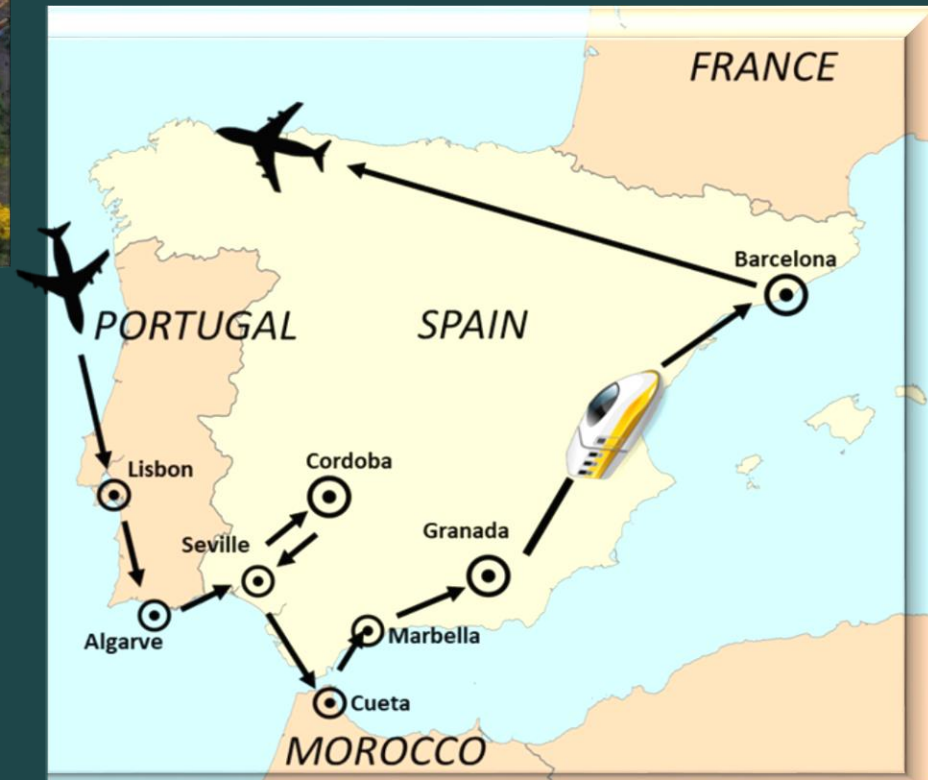 FRANCE
Barcelona
PORTUGAL
SPAIN
Lisbon
Cordoba
Seville
Granada
Algarve
Marbella
Cueta
MOROCCO